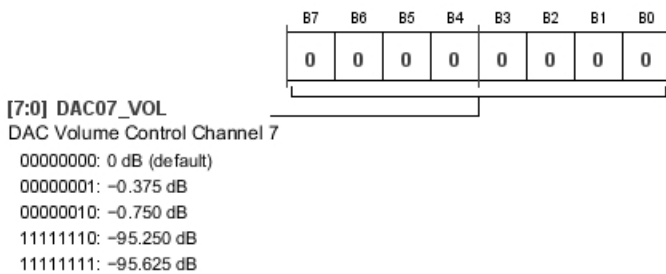 B7 B6 B5 B4 B3 B2 B1 B0
0 0 0 0 0 0 0 0
[7:0] DAC07_VOL
DAC Volume Control Channel 7
00000000: 0 dB (default)
00000001: −0.375 dB
00000010: −0.750 dB
11111110: −95.250 dB
11111111: −95.625 dB